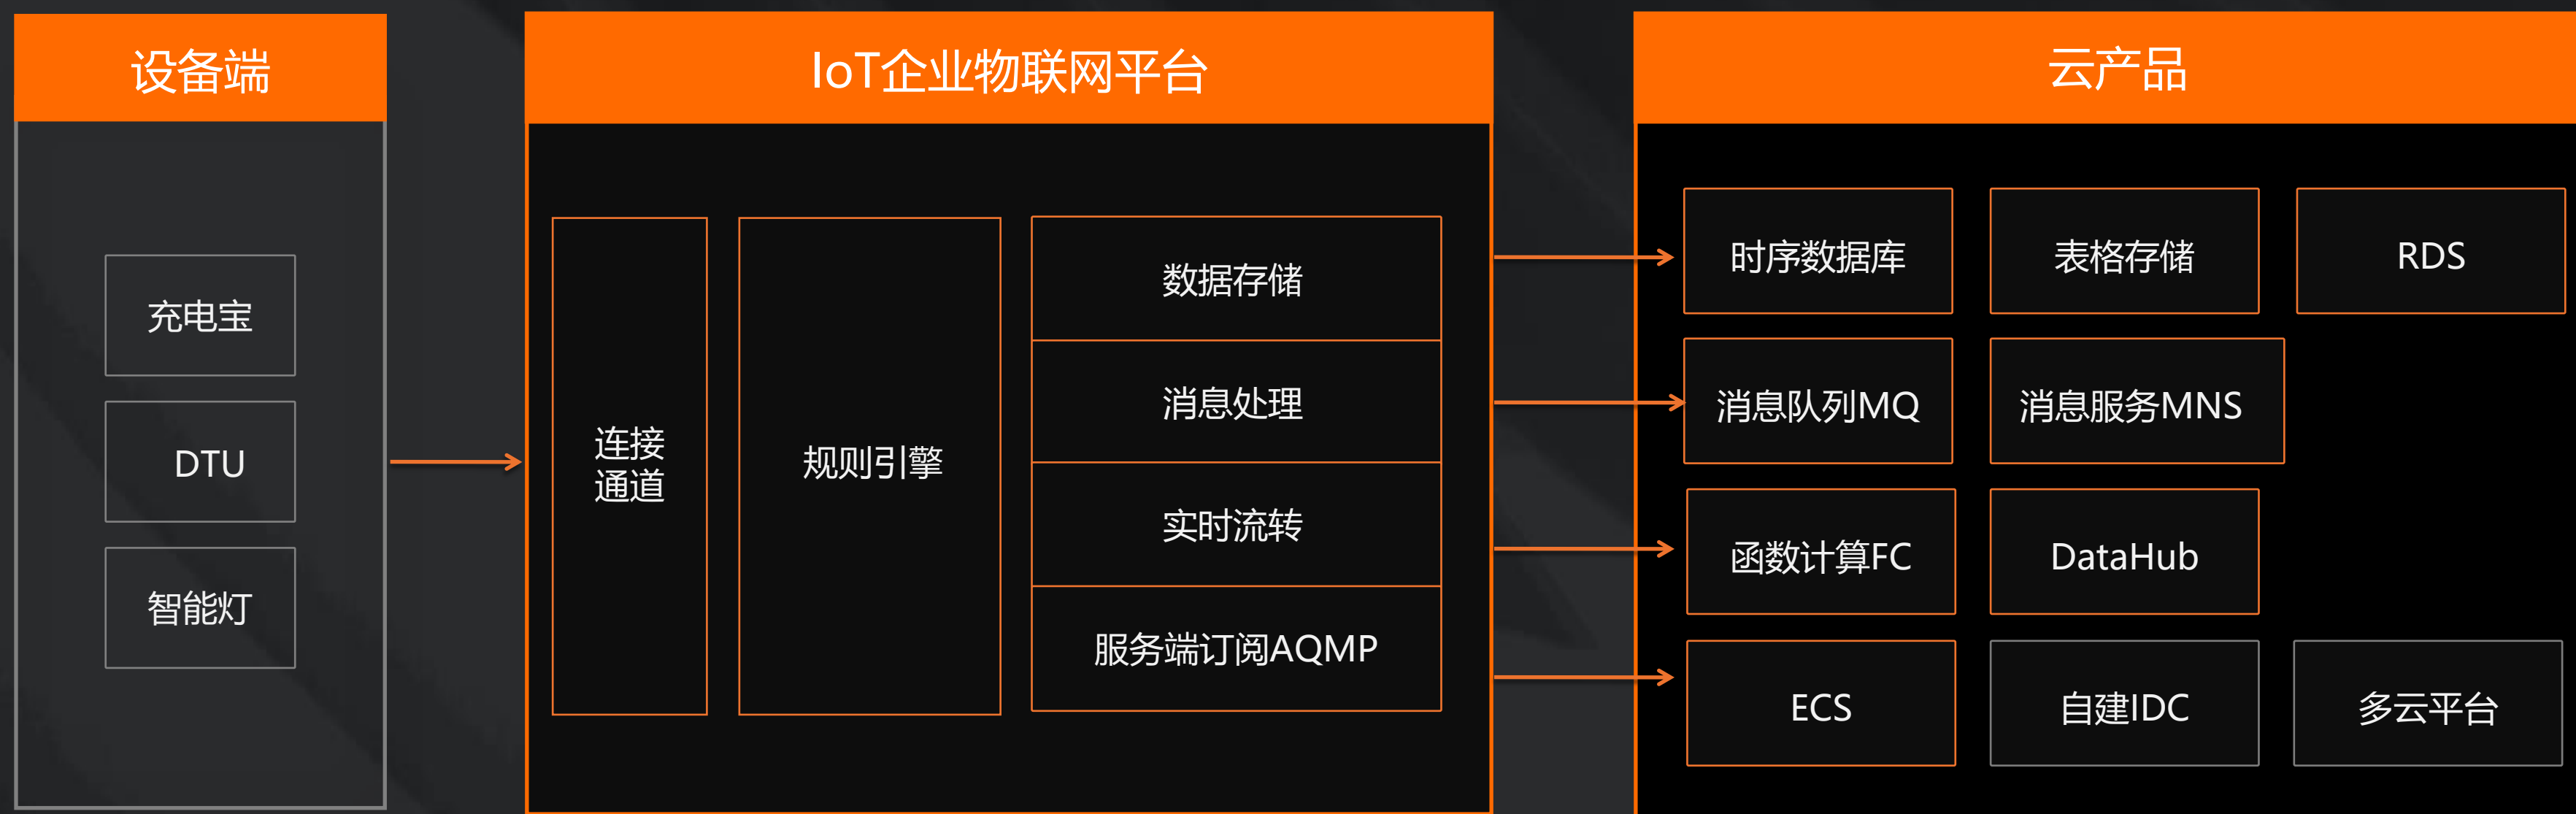 设备端
充电宝
DTU
智能灯
IoT企业物联网平台
连接
通道
规则引擎
数据存储
消息处理
实时流转
服务端订阅AQMP
云产品
时序数据库
表格存储
RDS
消息队列MQ
消息服务MNS
函数计算FC
DataHub
ECS
自建IDC
多云平台